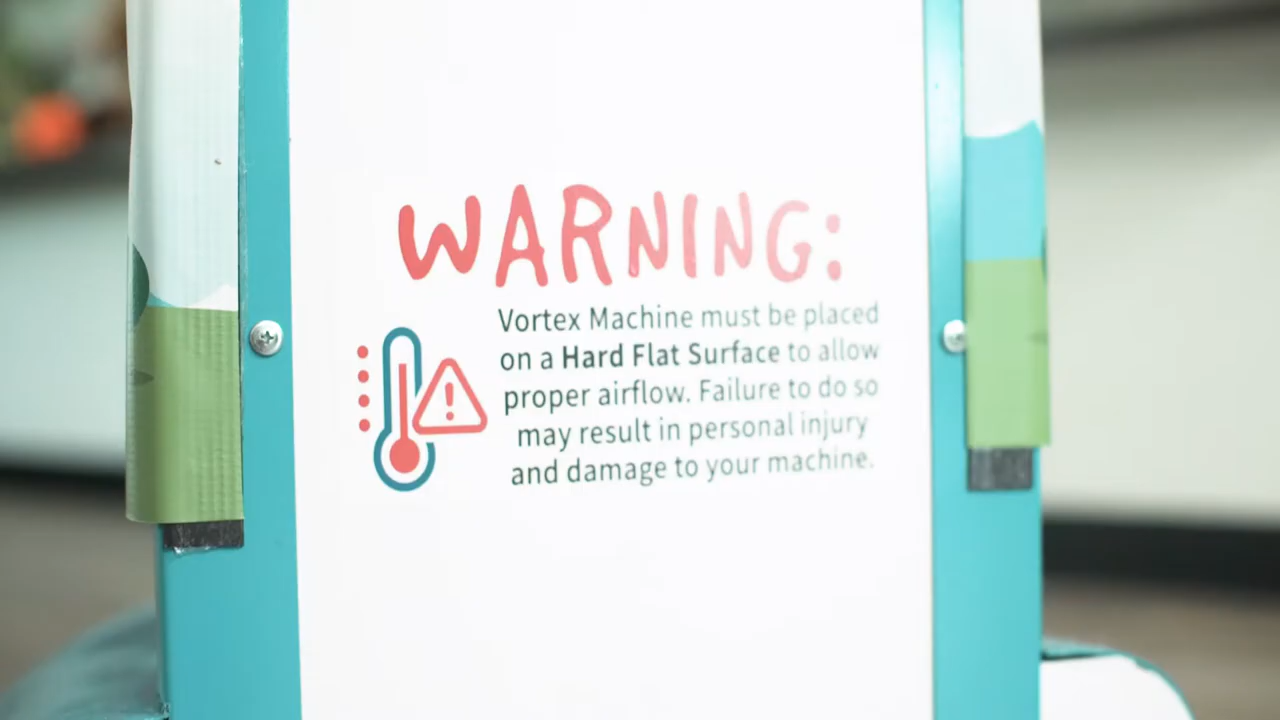 WARNING:
Vortex Machine must be placed
on a Hard Flat Surface to allow
proper airflow. Failure to do so
may result in personal injury
and damage to your machine.